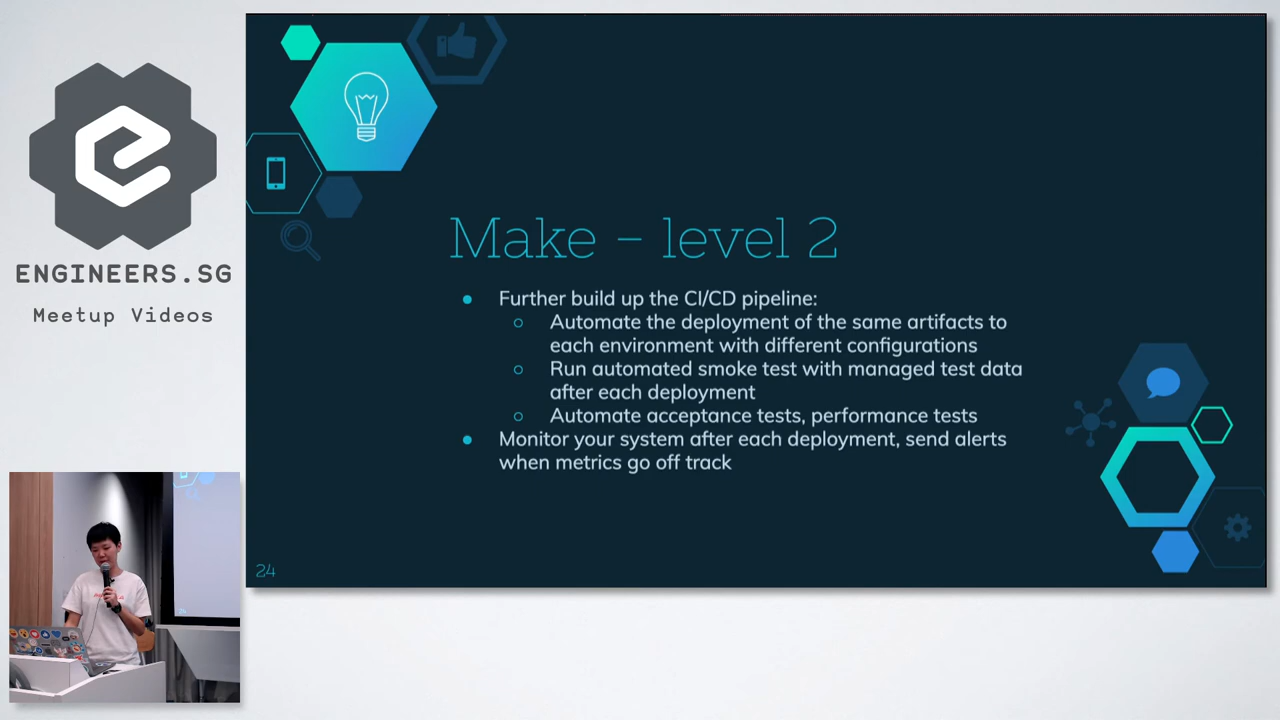 ENGINEERS.SG
Meetup Videos
Make – level 2
● Further build up the CI/CD pipeline:
○ Automate the deployment of the same artifacts to
each environment with different configurations
○ Run automated smoke test with managed test data
after each deployment
○ Automate acceptance tests, performance tests
● Monitor your system after each deployment, send alerts
when metrics go off track
24